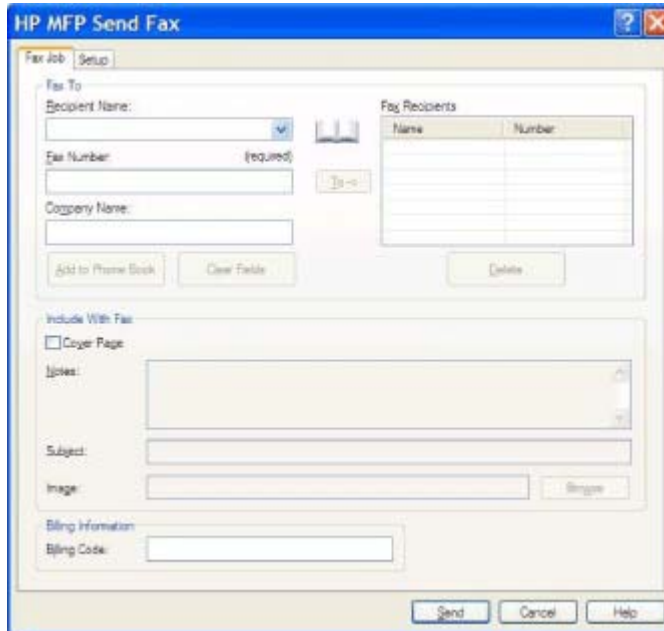 HP MFP Send Fax
Fax Job Setup
Fax To
Recipient Name:
Fax Recipients
Name Number
Fax Number (required)
To ->
Company Name:
Add to Phone Book Clear Fields Delete
Include With Fax
Cover Page
Notes:
Subject:
Image: Browse
Billing Information
Billing Code:
Send Cancel Help